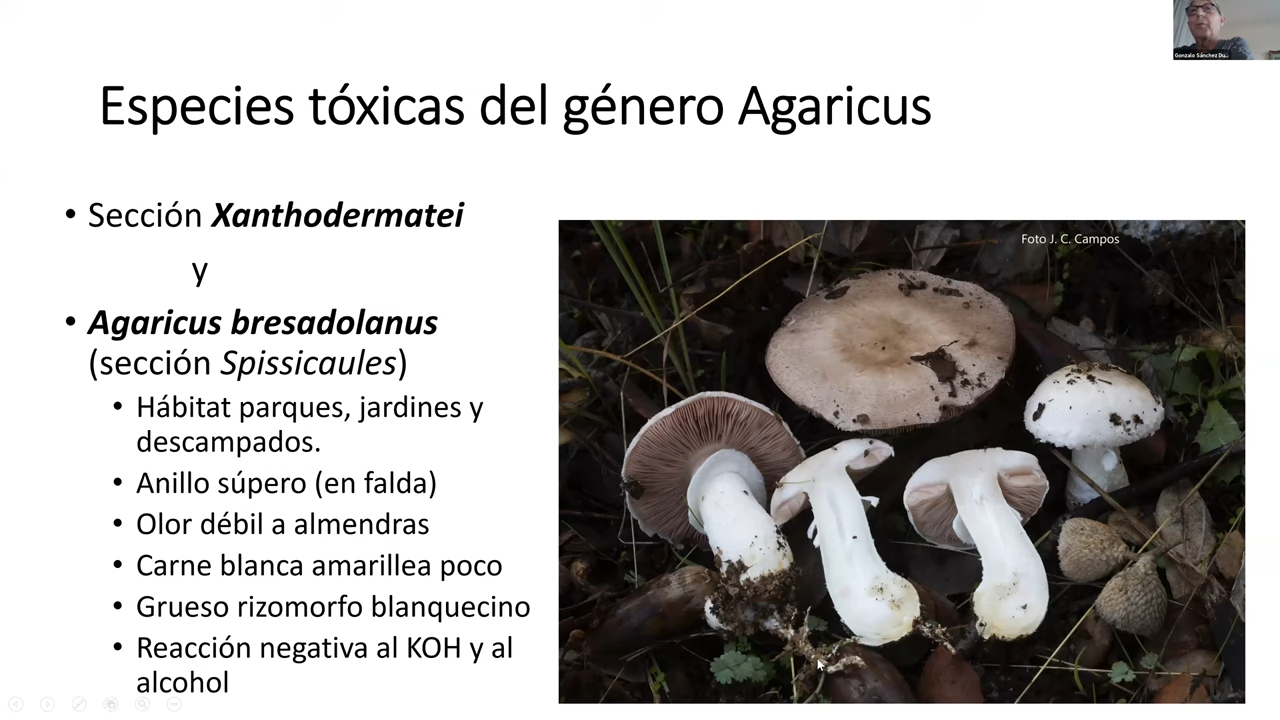 Gonzalo Sánchez Du...
Especies tóxicas del género Agaricus
• Sección Xanthodermatei
y
• Agaricus bresadolanus
(sección Spissicaules)
• Hábitat parques, jardines y
descampados.
• Anillo súpero (en falda)
• Olor débil a almendras
• Carne blanca amarillea poco
• Grueso rizomorfo blanquecino
• Reacción negativa al KOH y al
alcohol
Foto J. C. Campos